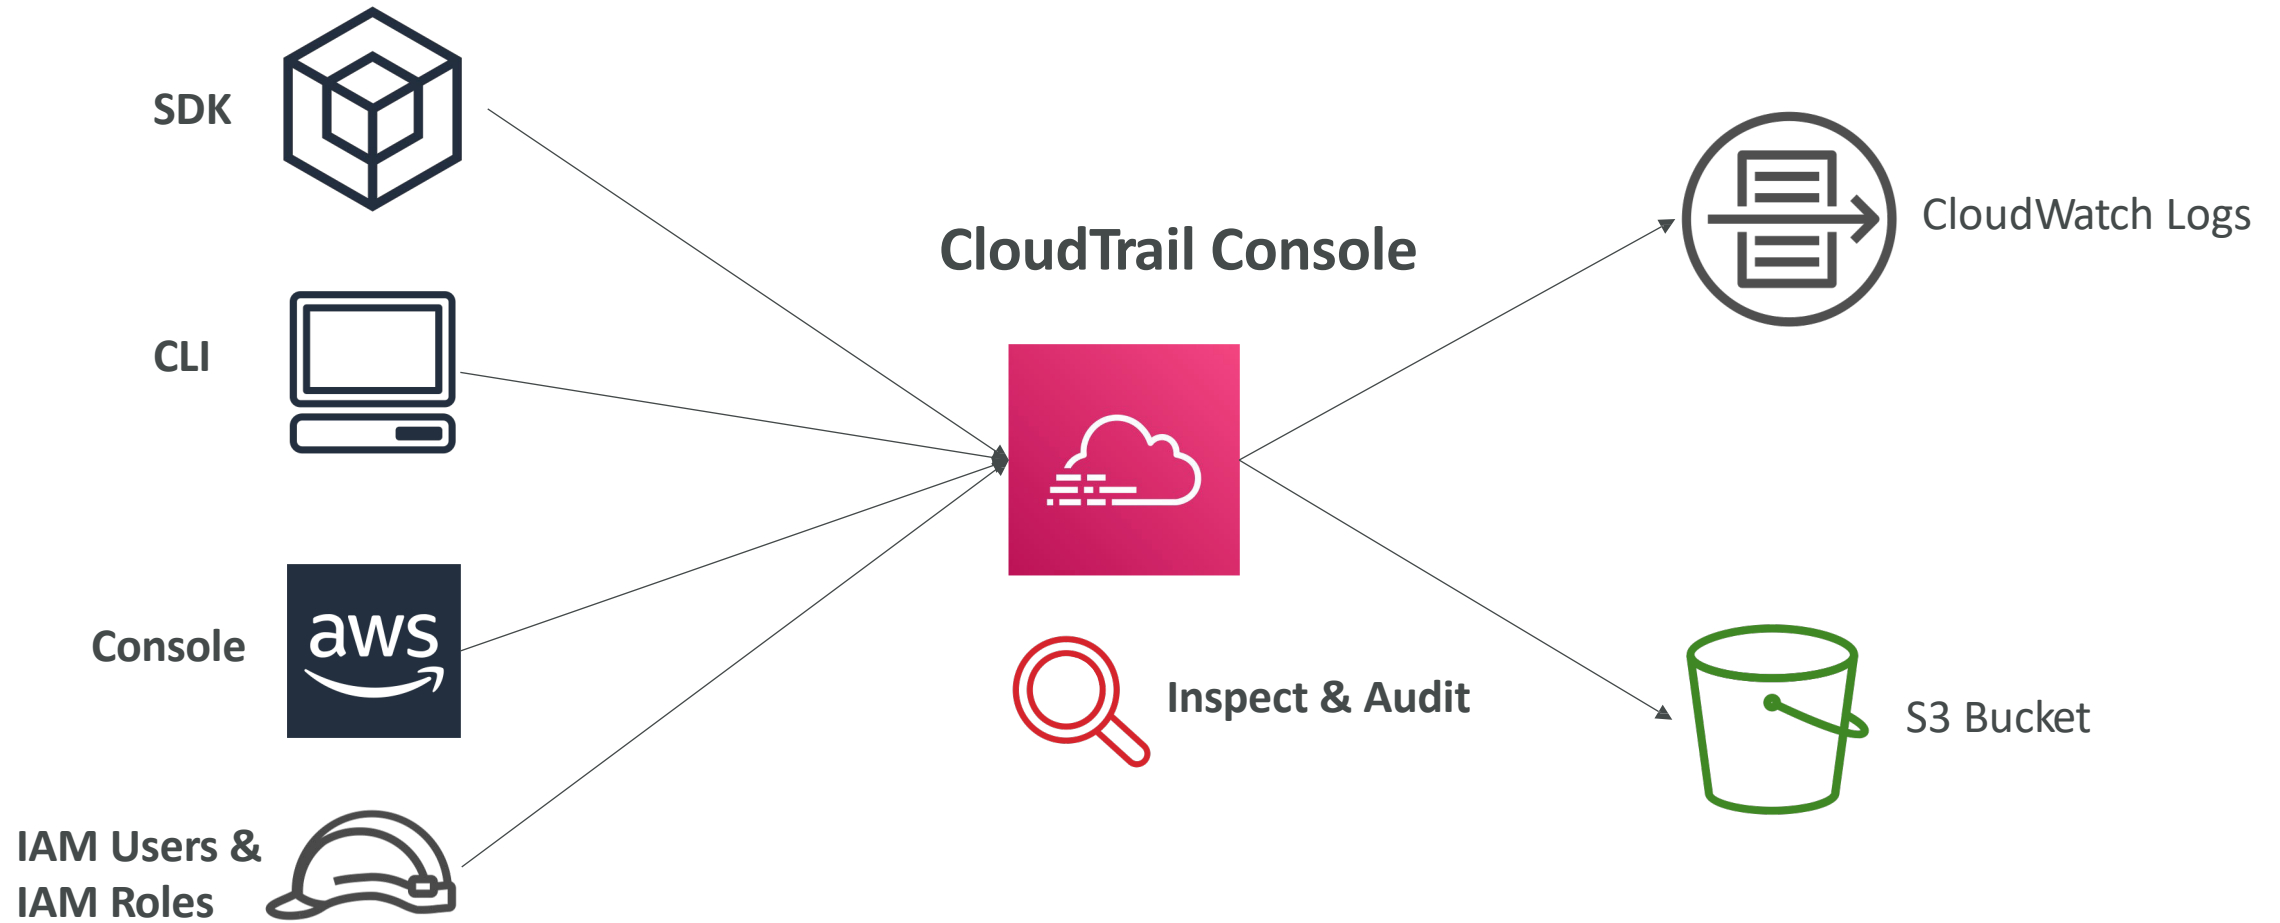 SDK
CloudTrail Console
CloudWatch Logs
CLI
Console
aws
Inspect & Audit
S3 Bucket
IAM Users &
IAM Roles